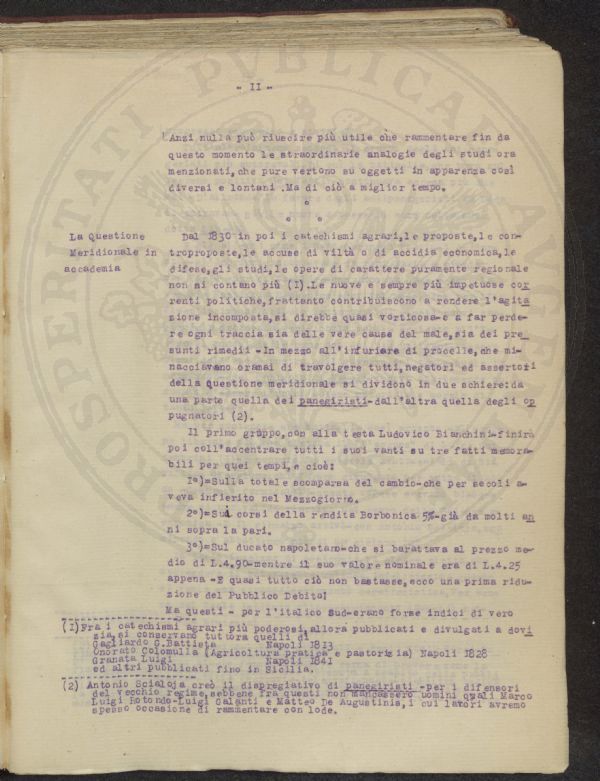 - II -
Anzi nulla può riuscire più utile che rammentare fin da
questo momento le straordinarie analogie degli studi ora
menzionati, che pure vertono su oggetti in apparenza così
diversi e lontani .Ma di ciò a miglior tempo.
La Questione
Meridionale in
accademia
Dal 1830 in poi i catechismi agrari,le proposte,le con-
troproposte,le accuse di viltà o di accidia economica,le
difese,gli studi,le opere di carattere puramente regionale
non si contano più (I).Le nuove e sempre più impetuose cor
renti politiche,frattanto contribuiscono a rendere l'agita
zione incomposta,si direbbe quasi vorticosa-e a far perde-
re ogni traccia sia delle vere cause del male,sia dei pre
sunti rimedii - In mezzo all'infuriare di procelle,che mi-
nacciavano oramai di travolgere tutti,negatori ed assertori
della questione meridionale si dividono in due schiere:da
una parte quella dei panegiristi-dall'altra quella degli op
pugnatori (2).
Il primo gruppo,con alla testa Ludovico Bianchini-finirà
poi coll'accentrare tutti i suoi vanti su tre fatti memora-
bili per quei tempi,e cioè:
1°)=Sulla totale scomparsa del cambio-che per secoli a-
veva infierito nel Mezzogiorno.
2°)=Sui corsi della rendita Borbonica 5%-già da molti an
ni sopra la pari.
3°)=Sul ducato napoletano-che si barattava al prezzo me-
dio di L.4.90-mentre il suo valore nominale era di L.4.25
appena - E quasi tutto ciò non bastasse,ecco una prima ridu-
zione del Pubblico Debito!
Ma questi - per l'italico Sud-erano forse indici di vero
(I)Fra i catechismi agrari più poderosi,allora pubblicati e divulgati a dovi
zia,si conservano tuttora quelli di
Gagliardo G.Battista Napoli 1813
Onorato Colomulla (Agricoltura pratica e pastorizia) Napoli 1828
Granata Luigi Napoli 1841
ed altri pubblicati fino in Sicilia.
(2) Antonio Scialoja creò il dispregiativo di panegiristi -per i difensori
del vecchio regime,sebbene fra questi non mancassero uomini quali Marco
Luigi Rotondo-Luigi Galanti e Matteo De Augustinis,i cui lavori avremo
spesso occasione di rammentare con lode.